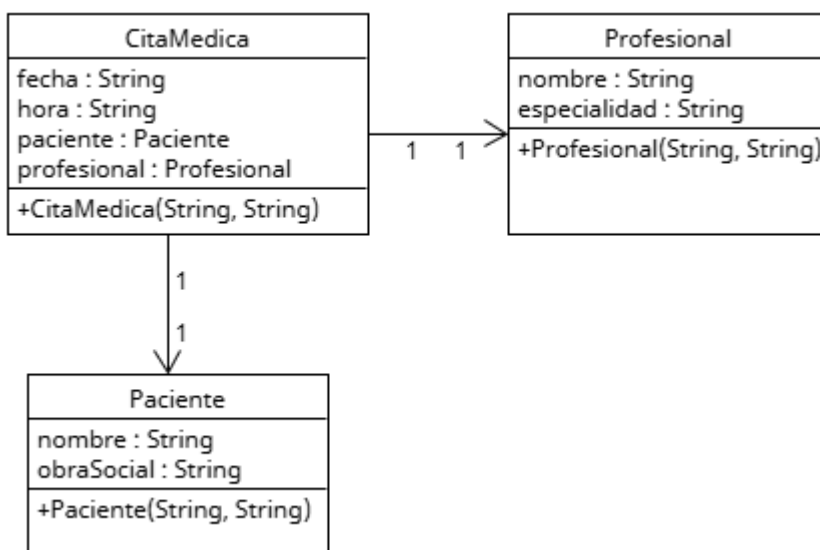 CitaMedica
fecha : String
hora : String
paciente : Paciente
profesional : Profesional
+CitaMedica(String, String)
Profesional
nombre : String
especialidad : String
+Profesional(String, String)
1 1
1
1
Paciente
nombre : String
obraSocial : String
+Paciente(String, String)